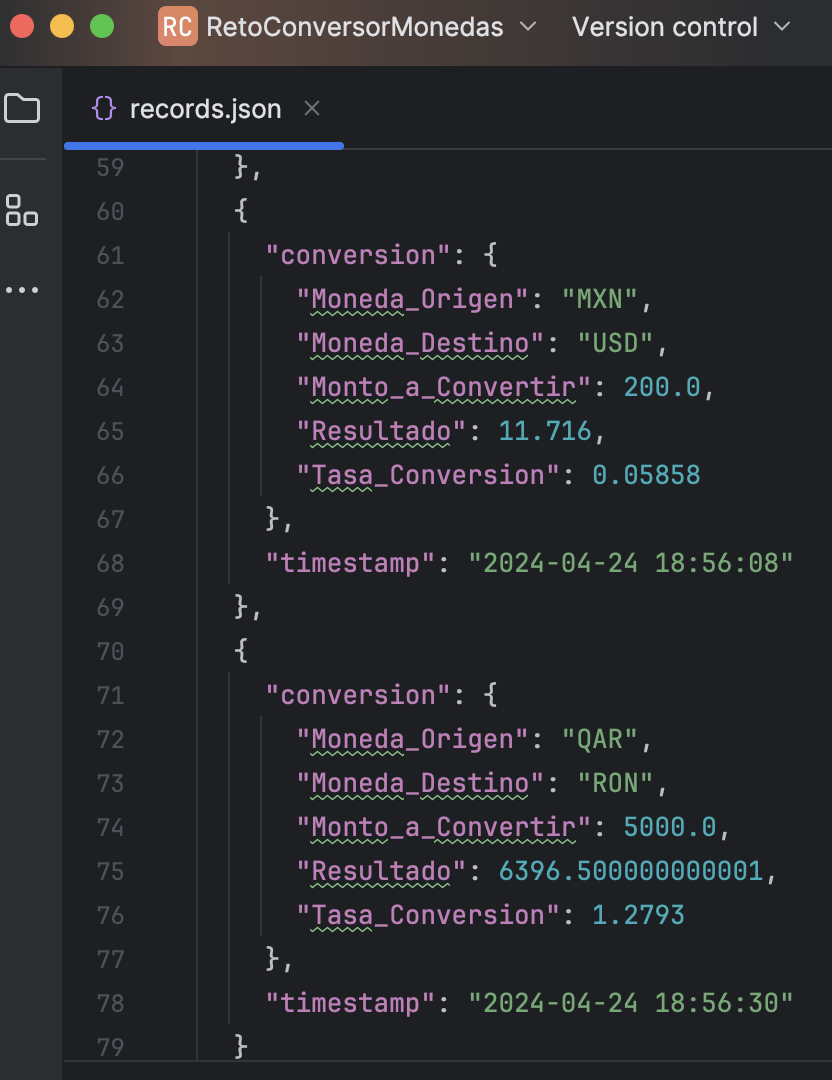 RC RetoConversorMonedas Version control
{} records.json ×
59 },
60 {
61 "conversion": {
62 "Moneda_Origen": "MXN",
63 "Moneda_Destino": "USD",
64 "Monto_a_Convertir": 200.0,
65 "Resultado": 11.716,
66 "Tasa_Conversion": 0.05858
67 },
68 "timestamp": "2024-04-24 18:56:08"
69 },
70 {
71 "conversion": {
72 "Moneda_Origen": "QAR",
73 "Moneda_Destino": "RON",
74 "Monto_a_Convertir": 5000.0,
75 "Resultado": 6396.500000000001,
76 "Tasa_Conversion": 1.2793
77 },
78 "timestamp": "2024-04-24 18:56:30"
79 }